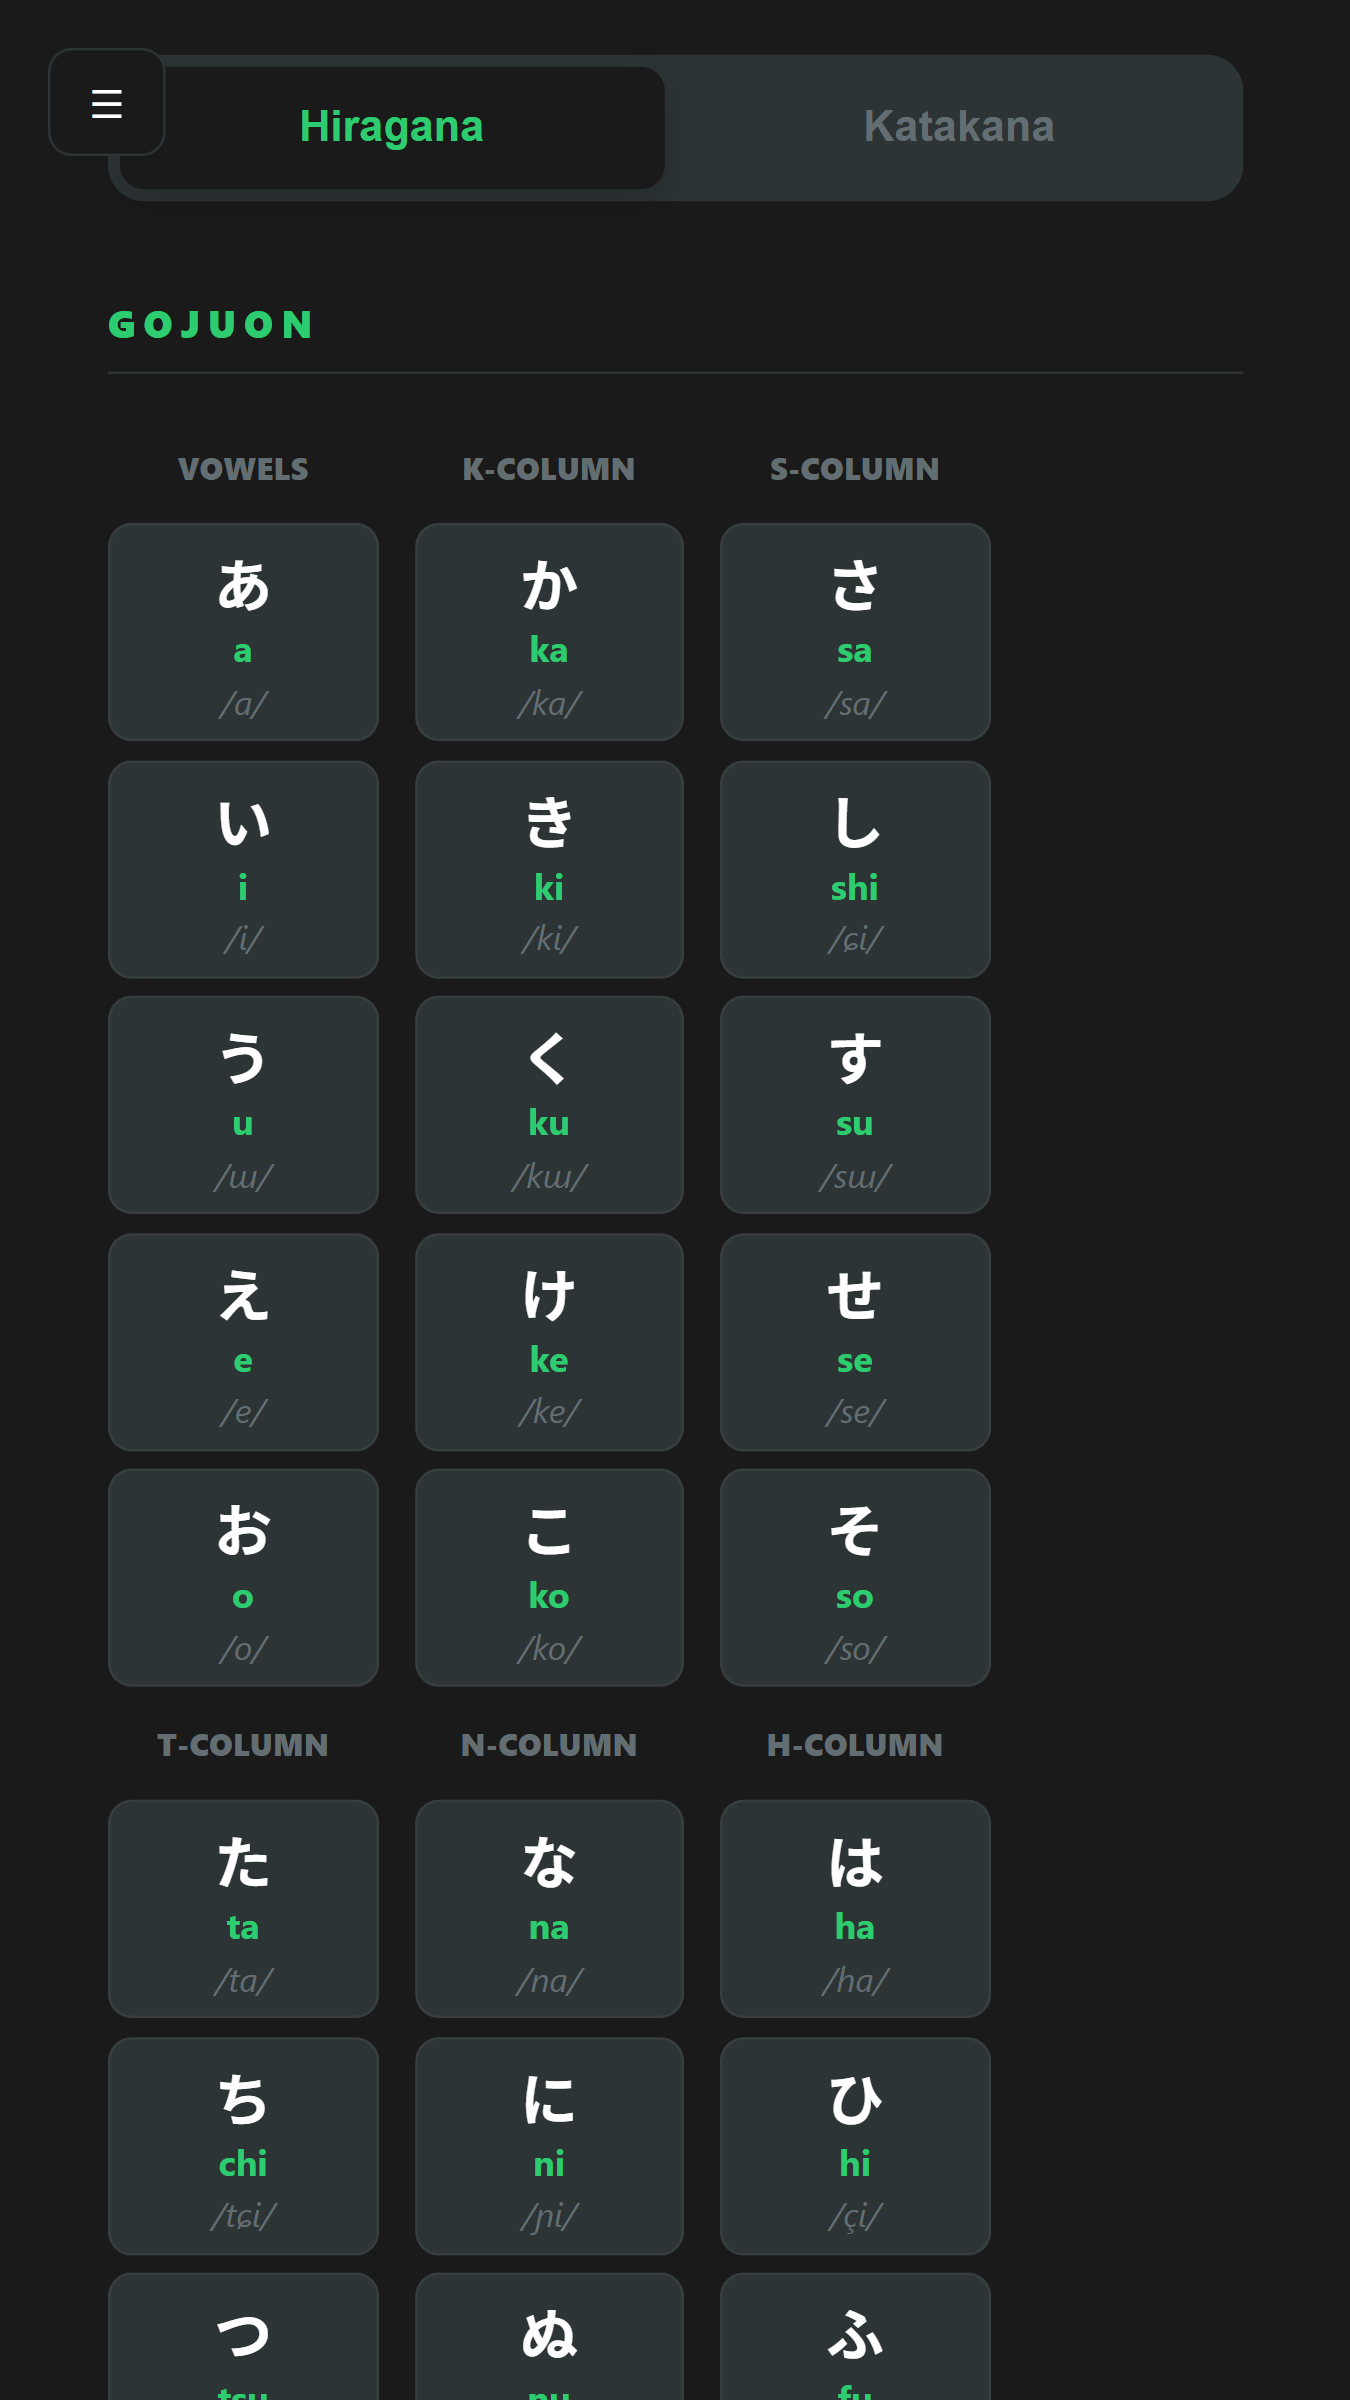 ☰
Hiragana Katakana
GOJUON
VOWELS K-COLUMN S-COLUMN
あ か さ
a ka sa
/a/ /ka/ /sa/
い き し
i ki shi
/i/ /ki/ /ɕi/
う く す
u ku su
/ɯ/ /kɯ/ /sɯ/
え け せ
e ke se
/e/ /ke/ /se/
お こ そ
o ko so
/o/ /ko/ /so/
T-COLUMN N-COLUMN H-COLUMN
た な は
ta na ha
/ta/ /na/ /ha/
ち に ひ
chi ni hi
/tɕi/ /ɲi/ /çi/
つ ぬ ふ
tsu nu fu